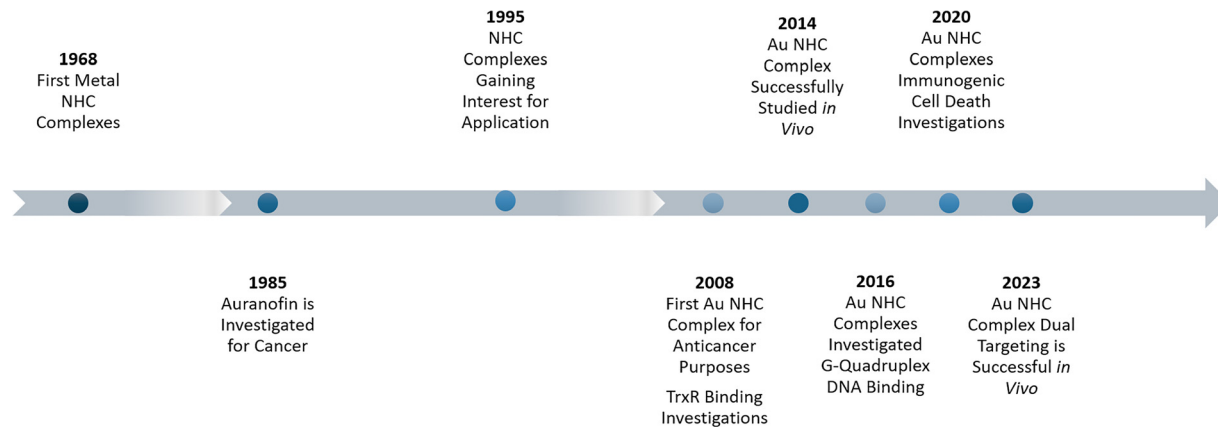 1968
First Metal
NHC
Complexes
1985
Auranofin is
Investigated
for Cancer
1995
NHC
Complexes
Gaining
Interest for
Application
2008
First Au NHC
Complex for
Anticancer
Purposes
TrxR Binding
Investigations
2014
Au NHC
Complex
Successfully
Studied in
Vivo
2016
Au NHC
Complexes
Investigated
G-Quadruplex
DNA Binding
2020
Au NHC
Complexes
Immunogenic
Cell Death
Investigations
2023
Au NHC
Complex Dual
Targeting is
Successful in
Vivo